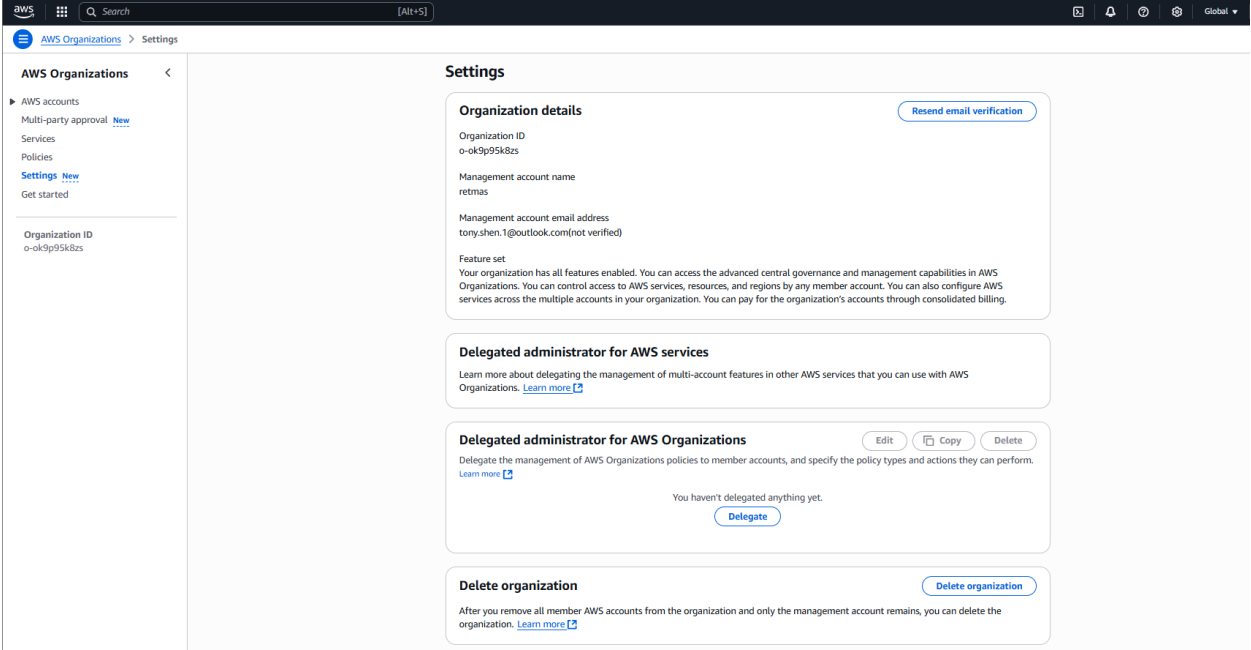 aws
Search
[Alt+S]
Global
AWS Organizations > Settings
AWS Organizations
AWS accounts
Multi-party approval New
Services
Policies
Settings New
Get started
Organization ID
o-ok9p95k8zs
Settings
Organization details
Resend email verification
Organization ID
o-ok9p95k8zs
Management account name
retmas
Management account email address
tony.shen.1@outlook.com(not verified)
Feature set
Your organization has all features enabled. You can access the advanced central governance and management capabilities in AWS
Organizations. You can control access to AWS services, resources, and regions by any member account. You can also configure AWS
services across the multiple accounts in your organization. You can pay for the organization's accounts through consolidated billing.
Delegated administrator for AWS services
Learn more about delegating the management of multi-account features in other AWS services that you can use with AWS
Organizations. Learn more
Delegated administrator for AWS Organizations
Edit
Copy
Delete
Delegate the management of AWS Organizations policies to member accounts, and specify the policy types and actions they can perform.
Learn more
You haven't delegated anything yet.
Delegate
Delete organization
Delete organization
After you remove all member AWS accounts from the organization and only the management account remains, you can delete the
organization. Learn more